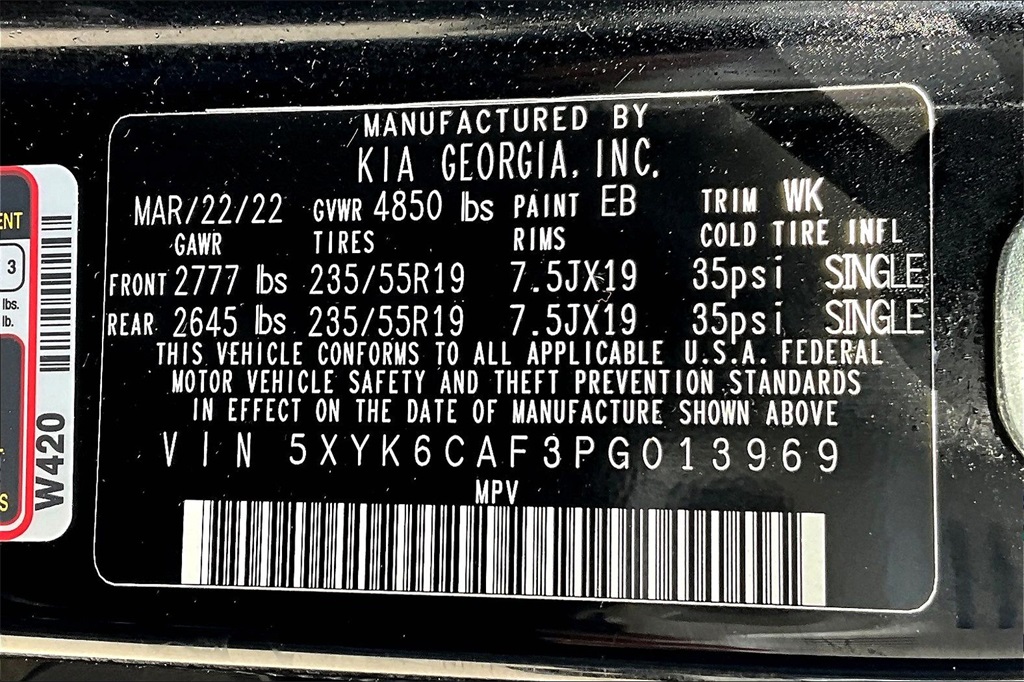 MANUFACTURED BY
KIA GEORGIA, INC.
MAR/22/22 GVWR 4850 lbs PAINT EB TRIM WK
GAWR TIRES RIMS COLD TIRE INFL
FRONT 2777 lbs 235/55R19 7.5JX19 35psi SINGLE
REAR 2645 lbs 235/55R19 7.5JX19 35psi SINGLE
THIS VEHICLE CONFORMS TO ALL APPLICABLE U.S.A. FEDERAL
MOTOR VEHICLE SAFETY AND THEFT PREVENTION STANDARDS
IN EFFECT ON THE DATE OF MANUFACTURE SHOWN ABOVE
VIN 5XYK6CAF3PG013969
MPV
3
lbs.
lb.
W420